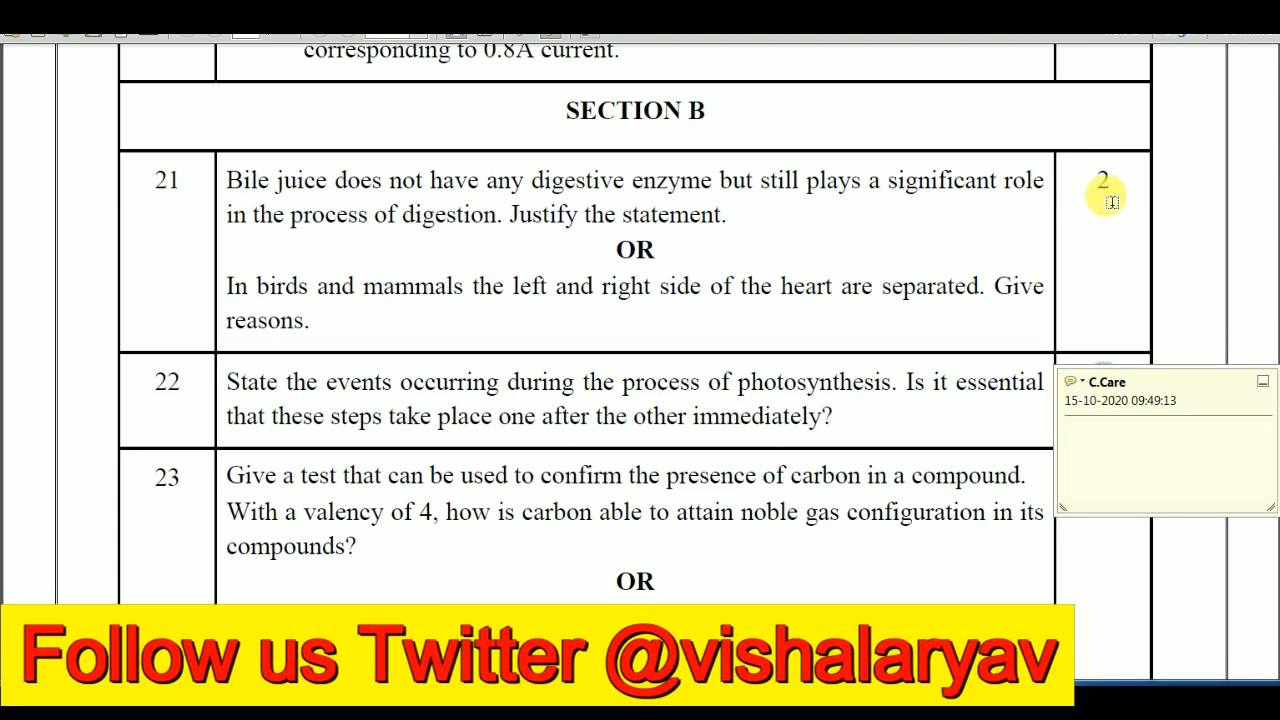 corresponding to 0.8A current.
SECTION B
21
Bile juice does not have any digestive enzyme but still plays a significant role
in the process of digestion. Justify the statement.
OR
In birds and mammals the left and right side of the heart are separated. Give
reasons.
2
22
State the events occurring during the process of photosynthesis. Is it essential
that these steps take place one after the other immediately?
C.Care
15-10-2020 09:49:13
23
Give a test that can be used to confirm the presence of carbon in a compound.
With a valency of 4, how is carbon able to attain noble gas configuration in its
compounds?
OR
Follow us Twitter @vishalaryav